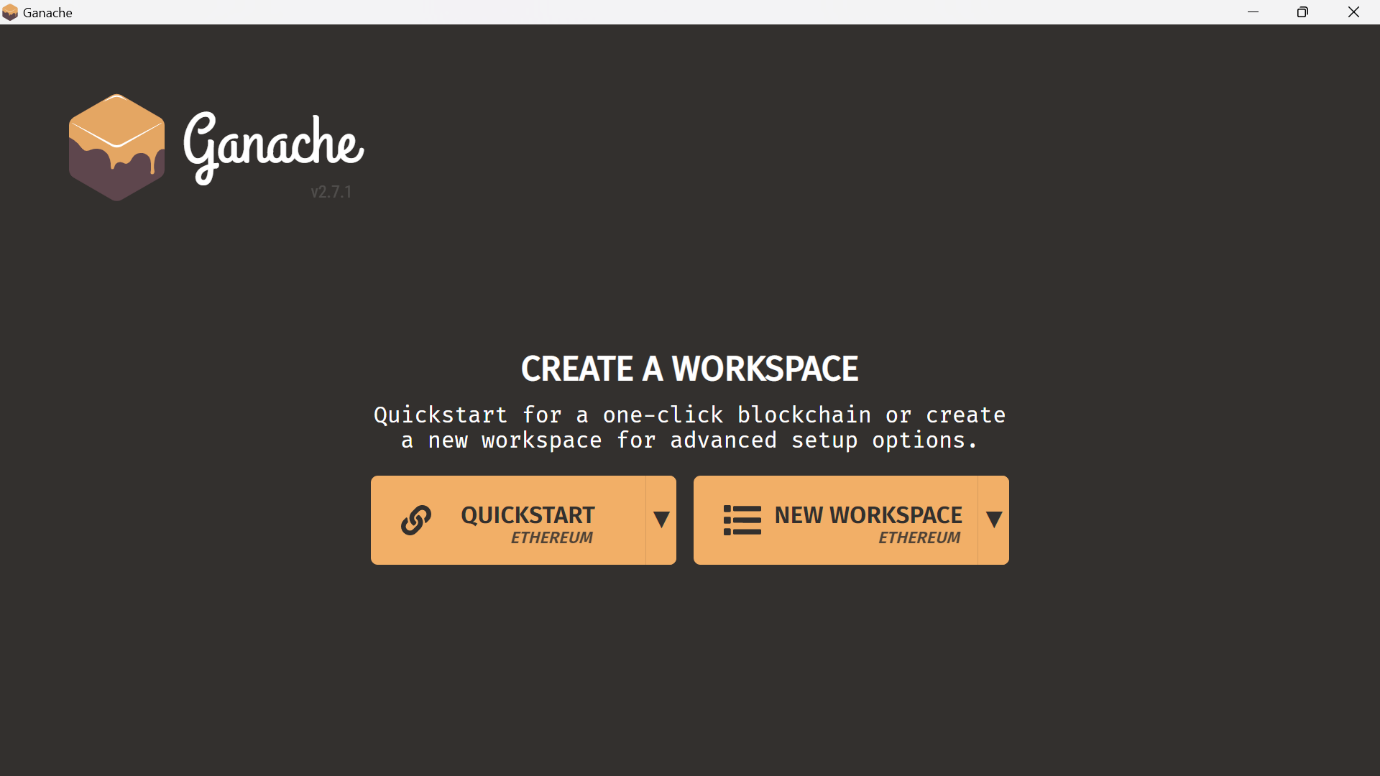 Ganache
Ganache
v2.7.1
CREATE A WORKSPACE
Quickstart for a one-click blockchain or create
a new workspace for advanced setup options.
QUICKSTART
ETHEREUM
NEW WORKSPACE
ETHEREUM